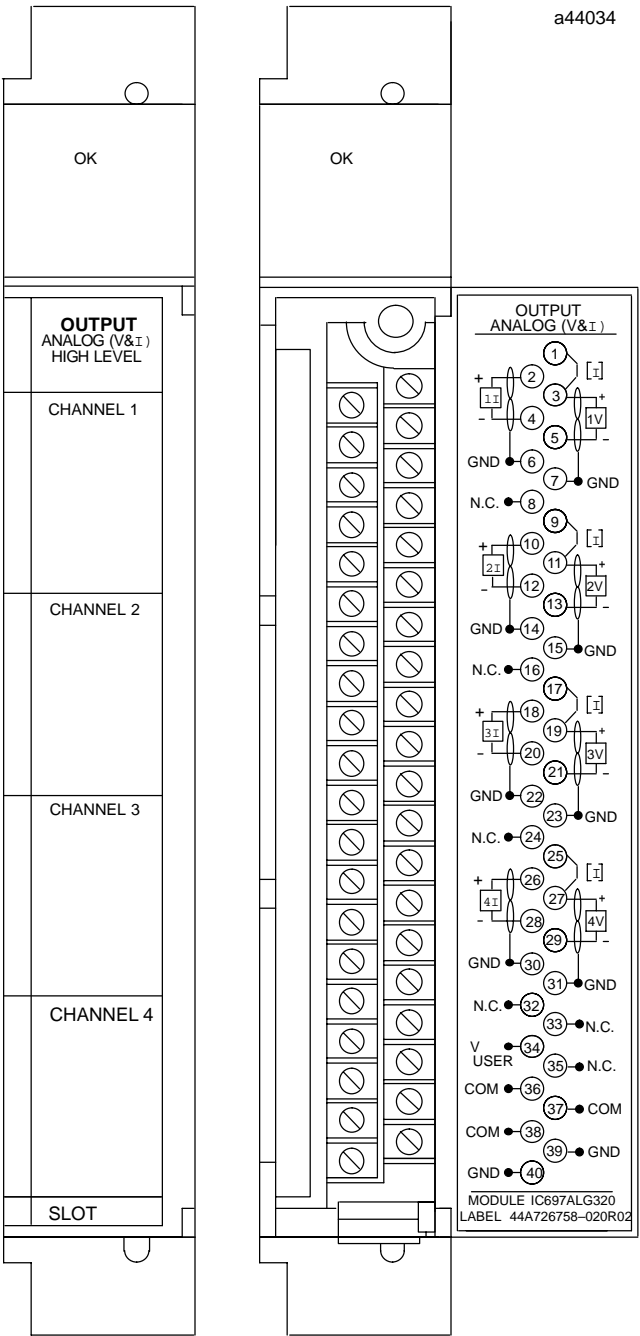 a44034
OK
OK
OUTPUT
ANALOG (V&I)
HIGH LEVEL
CHANNEL 1
CHANNEL 2
CHANNEL 3
CHANNEL 4
SLOT
OUTPUT
ANALOG (V&I)
1
[I]
+ 2
1I
3 +
- 4
1V
5 -
GND 6
7 GND
N.C. 8
9
[I]
+ 10
2I
11 +
- 12
2V
13 -
GND 14
15 GND
N.C. 16
17
[I]
+ 18
3I
19 +
- 20
3V
21 -
GND 22
23 GND
N.C. 24
25
[I]
+ 26
4I
27 +
- 28
4V
29 -
GND 30
31 GND
N.C. 32
33 N.C.
V 34
USER
35 N.C.
COM 36
37 COM
COM 38
39 GND
GND 40
MODULE IC697ALG320
LABEL 44A726758–020R02